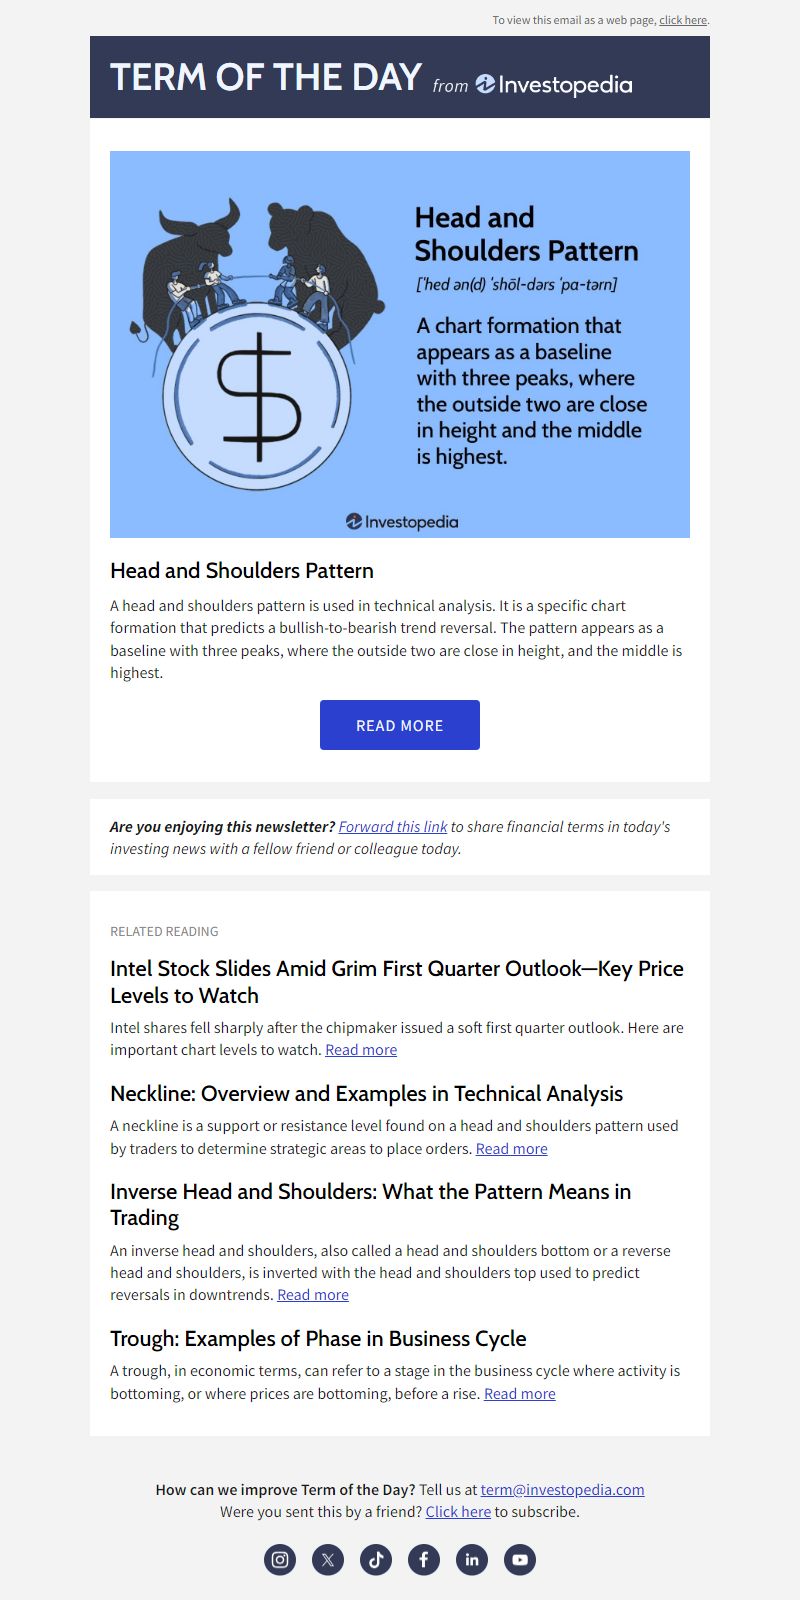 To view this email as a web page, click here.
TERM OF THE DAY from Investopedia
Head and
Shoulders Pattern
['hed ən(d) 'shōl-dərs 'pa-tərn]
A chart formation that
appears as a baseline
with three peaks, where
the outside two are close
in height and the middle
is highest.
$
Investopedia
Head and Shoulders Pattern
A head and shoulders pattern is used in technical analysis. It is a specific chart
formation that predicts a bullish-to-bearish trend reversal. The pattern appears as a
baseline with three peaks, where the outside two are close in height, and the middle is
highest.
READ MORE
Are you enjoying this newsletter? Forward this link to share financial terms in today's
investing news with a fellow friend or colleague today.
RELATED READING
Intel Stock Slides Amid Grim First Quarter Outlook—Key Price
Levels to Watch
Intel shares fell sharply after the chipmaker issued a soft first quarter outlook. Here are
important chart levels to watch. Read more
Neckline: Overview and Examples in Technical Analysis
A neckline is a support or resistance level found on a head and shoulders pattern used
by traders to determine strategic areas to place orders. Read more
Inverse Head and Shoulders: What the Pattern Means in
Trading
An inverse head and shoulders, also called a head and shoulders bottom or a reverse
head and shoulders, is inverted with the head and shoulders top used to predict
reversals in downtrends. Read more
Trough: Examples of Phase in Business Cycle
A trough, in economic terms, can refer to a stage in the business cycle where activity is
bottoming, or where prices are bottoming, before a rise. Read more
How can we improve Term of the Day? Tell us at term@investopedia.com
Were you sent this by a friend? Click here to subscribe.